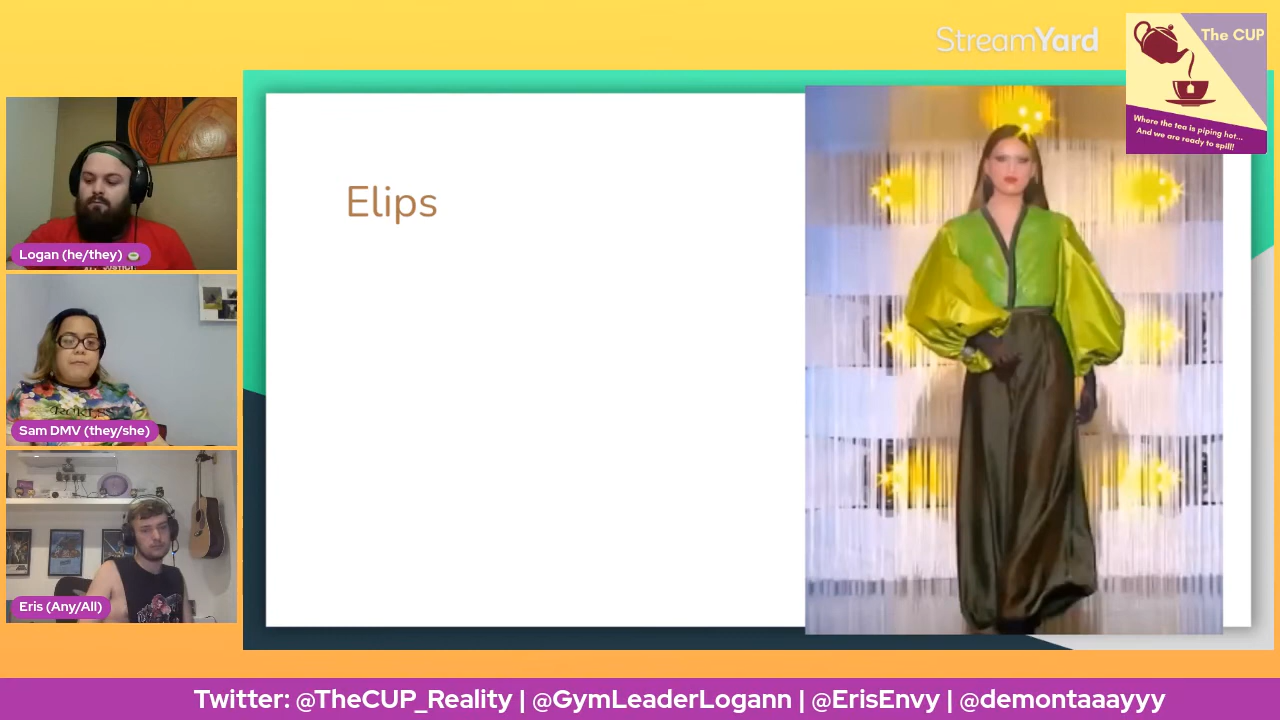 StreamYard
The CUP
Where the tea is piping hot...
And we are ready to spill!
Elips
Logan (he/they)
RCKLESS
Sam DMV (they/she)
Eris (Any/All)
Twitter: @TheCUP_Reality | @GymLeaderLogann | @ErisEnvy | @demontaaayyy